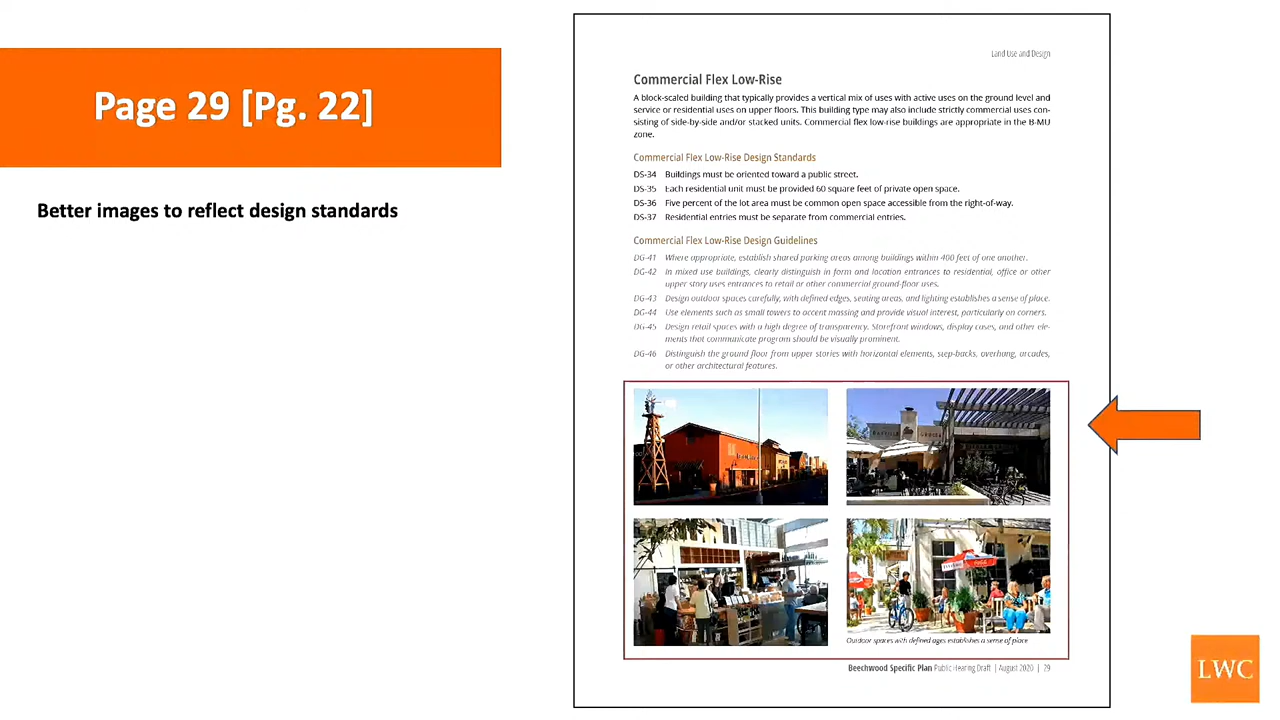 Page 29 [Pg. 22]
Better images to reflect design standards
Land Use and Design
Commercial Flex Low-Rise
A block-scaled building that typically provides a vertical mix of uses with active uses on the ground level and
service or residential uses on upper floors. This building type may also include strictly commercial uses con-
sisting of side-by-side and/or stacked units. Commercial flex low-rise buildings are appropriate in the B-MU
zone.
Commercial Flex Low-Rise Design Standards
DS-34 Buildings must be oriented toward a public street.
DS-35 Each residential unit must be provided 60 square feet of private open space.
DS-36 Five percent of the lot area must be common open space accessible from the right-of-way.
DS-37 Residential entries must be separate from commercial entries.
Commercial Flex Low-Rise Design Guidelines
DG-41 Where appropriate, establish shared parking areas among buildings within 400 feet of one another.
DG-42 In mixed use buildings, clearly distinguish in form and location entrances to residential, office or other
upper story uses entrances to retail or other commercial ground-floor uses.
DG-43 Design outdoor spaces carefully, with defined edges, seating areas, and lighting establishes a sense of place.
DG-44 Use elements such as small towers to accent massing and provide visual interest, particularly on corners.
DG-45 Design retail spaces with a high degree of transparency. Storefront windows, display cases, and other ele-
ments that communicate program should be visually prominent.
DG-46 Distinguish the ground floor from upper stories with horizontal elements, step-backs, overhang, arcades,
or other architectural features.
Outdoor spaces with defined ages establishes a sense of place
Beechwood Specific Plan Public Hearing Draft | August 2020 | 29
LWC